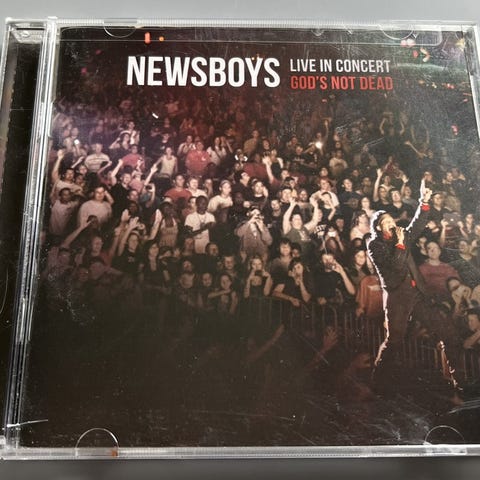 NEWSBOYS
LIVE IN CONCERT
GOD'S NOT DEAD